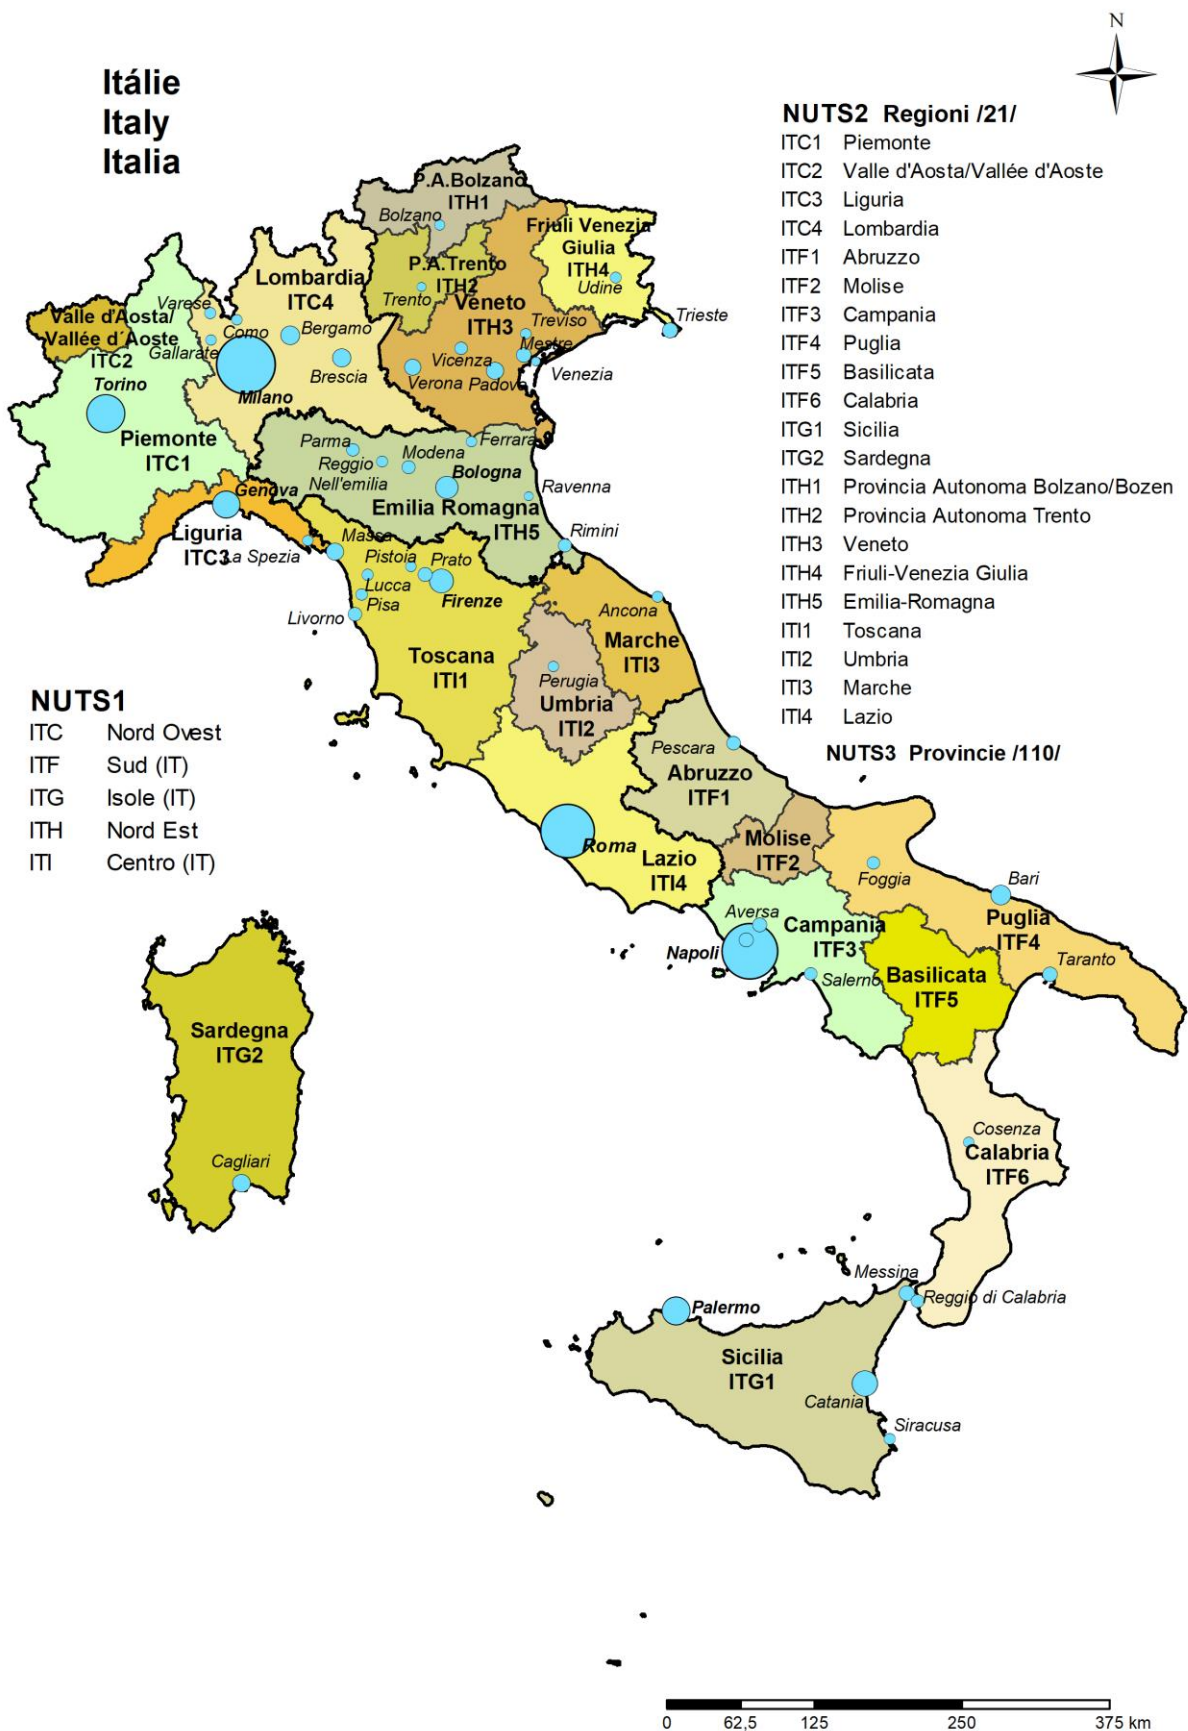 N
Itálie
Italy
Italia
NUTS2 Regioni /21/
ITC1 Piemonte
ITC2 Valle d'Aosta/Vallée d'Aoste
ITC3 Liguria
ITC4 Lombardia
ITF1 Abruzzo
ITF2 Molise
ITF3 Campania
ITF4 Puglia
ITF5 Basilicata
ITF6 Calabria
ITG1 Sicilia
ITG2 Sardegna
ITH1 Provincia Autonoma Bolzano/Bozen
ITH2 Provincia Autonoma Trento
ITH3 Veneto
ITH4 Friuli-Venezia Giulia
ITH5 Emilia-Romagna
ITI1 Toscana
ITI2 Umbria
ITI3 Marche
ITI4 Lazio
NUTS3 Provincie /110/
NUTS1
ITC Nord Ovest
ITF Sud (IT)
ITG Isole (IT)
ITH Nord Est
ITI Centro (IT)
P.A.Bolzano
ITH1
Bolzano
Friuli Venezia
Giulia
ITH4
Udine
Trieste
P.A.Trento
ITH2
Trento
Lombardia
ITC4
Varese
Como
Bergamo
Gallarate
Brescia
Milano
Valle d'Aosta/
Vallée d´Aoste
ITC2
Torino
Piemonte
ITC1
Veneto
ITH3
Treviso
Mestre
Vicenza
Venezia
Verona
Padova
Parma
Ferrara
Reggio
Nell'emilia
Modena
Bologna
Ravenna
Emilia Romagna
ITH5
Rimini
Genova
Liguria
ITC3
La Spezia
Massa
Pistoia
Prato
Lucca
Pisa
Firenze
Livorno
Toscana
ITI1
Ancona
Marche
ITI3
Perugia
Umbria
ITI2
Pescara
Abruzzo
ITF1
Roma
Lazio
ITI4
Molise
ITF2
Foggia
Bari
Puglia
ITF4
Taranto
Aversa
Campania
ITF3
Napoli
Salerno
Basilicata
ITF5
Sardegna
ITG2
Cagliari
Cosenza
Calabria
ITF6
Messina
Reggio di Calabria
Palermo
Sicilia
ITG1
Catania
Siracusa
0 62,5 125 250 375 km